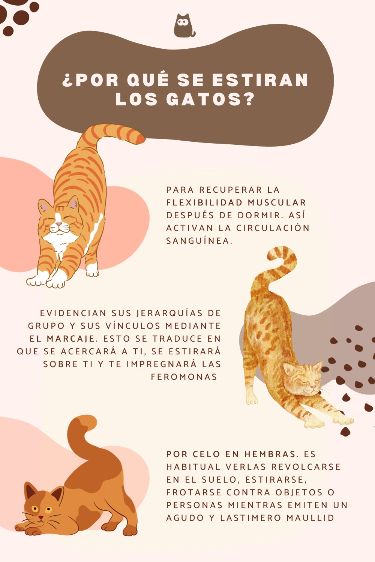 ¿POR QUÉ SE ESTIRAN
LOS GATOS?
PARA RECUPERAR LA
FLEXIBILIDAD MUSCULAR
DESPUÉS DE DORMIR. ASÍ
ACTIVAN LA CIRCULACIÓN
SANGUÍNEA.
EVIDENCIAN SUS JERARQUÍAS DE
GRUPO Y SUS VÍNCULOS MEDIANTE
EL MARCAJE. ESTO SE TRADUCE EN
QUE SE ACERCARÁ A TI, SE ESTIRARÁ
SOBRE TI Y TE IMPREGNARÁ LAS
FEROMONAS
POR CELO EN HEMBRAS. ES
HABITUAL VERLAS REVOLCARSE
EN EL SUELO, ESTIRARSE,
FROTARSE CONTRA OBJETOS O
PERSONAS MIENTRAS EMITEN UN
AGUDO Y LASTIMERO MAULLID